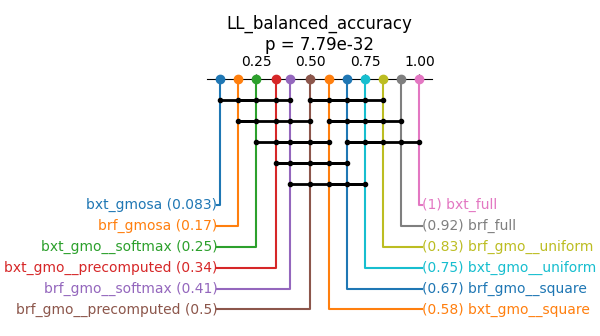 LL_balanced_accuracy
p = 7.79e-32
0.25 0.50 0.75 1.00
bxt_gmosa (0.083) (1) bxt_full
brf_gmosa (0.17) (0.92) brf_full
bxt_gmo__softmax (0.25) (0.83) brf_gmo__uniform
bxt_gmo__precomputed (0.34) (0.75) bxt_gmo__uniform
brf_gmo__softmax (0.41) (0.67) brf_gmo__square
brf_gmo__precomputed (0.5) (0.58) bxt_gmo__square